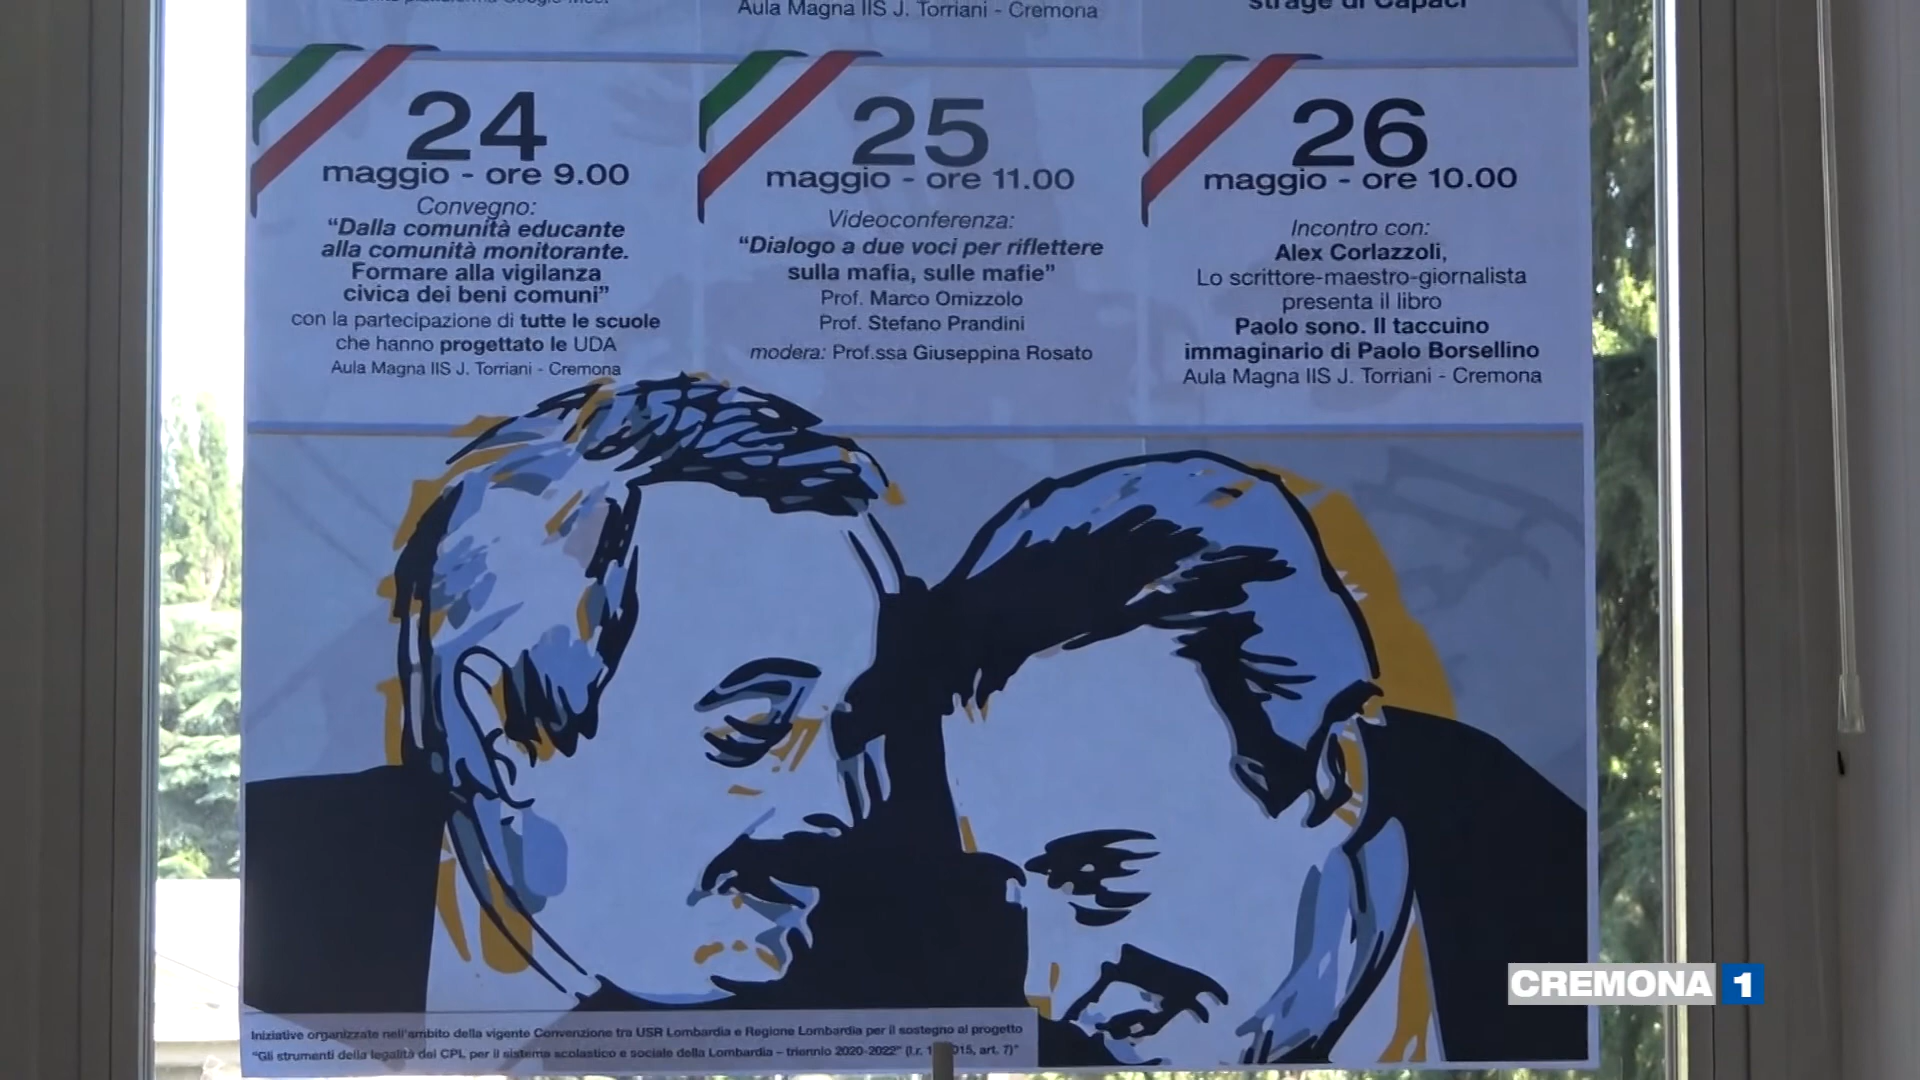 Aula Magna IIS J. Torriani - Cremona
strage di Capaci
24
maggio - ore 9.00
Convegno:
“Dalla comunità educante
alla comunità monitorante.
Formare alla vigilanza
civica dei beni comuni”
con la partecipazione di tutte le scuole
che hanno progettato le UDA
Aula Magna IIS J. Torriani - Cremona
25
maggio - ore 11.00
Videoconferenza:
“Dialogo a due voci per riflettere
sulla mafia, sulle mafie”
Prof. Marco Omizzolo
Prof. Stefano Prandini
modera: Prof.ssa Giuseppina Rosato
26
maggio - ore 10.00
Incontro con:
Alex Corlazzoli,
Lo scrittore-maestro-giornalista
presenta il libro
Paolo sono. Il taccuino
immaginario di Paolo Borsellino
Aula Magna IIS J. Torriani - Cremona
Iniziative organizzate nell'ambito della vigente Convenzione tra USR Lombardia e Regione Lombardia per il sostegno al progetto
“Gli strumenti della legalità dei CPL per il sistema scolastico e sociale della Lombardia – triennio 2020-2022” (l.r. art. 7)”
CREMONA 1